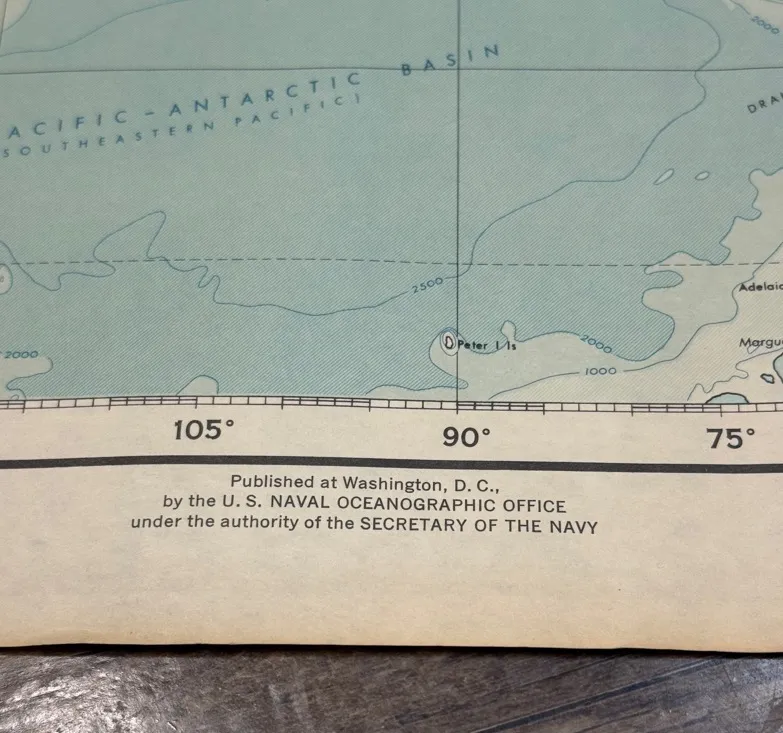 2000
BASIN
ACIFIC-ANTARCTIC
SOUTHEASTERN PACIFIC)
DRA
2500
Adelaid
Peter I Is
2000
Margu
2000
1000
105° 90° 75°
Published at Washington, D. C.,
by the U. S. NAVAL OCEANOGRAPHIC OFFICE
under the authority of the SECRETARY OF THE NAVY